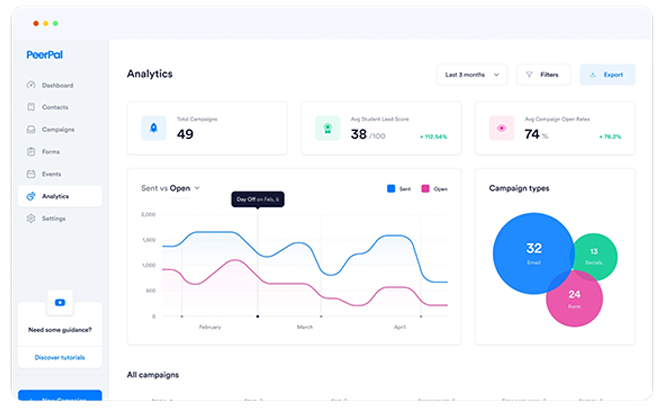 PeerPal
Dashboard
Contacts
Campaigns
Forms
Events
Analytics
Settings
Need some guidance?
Discover tutorials
New Campaign
Analytics
Last 3 months
Filters
Export
Total Campaigns
49
Avg Student Lead Score
38 /100
+ 112.54%
Avg Campaign Open Rates
74 %
+ 76.2%
Sent vs Open
Day Off on Feb, 5
Sent
Open
2,000
1,500
1,000
500
0
February
March
April
Campaign types
32
Email
13
Socials
24
Form
All campaigns